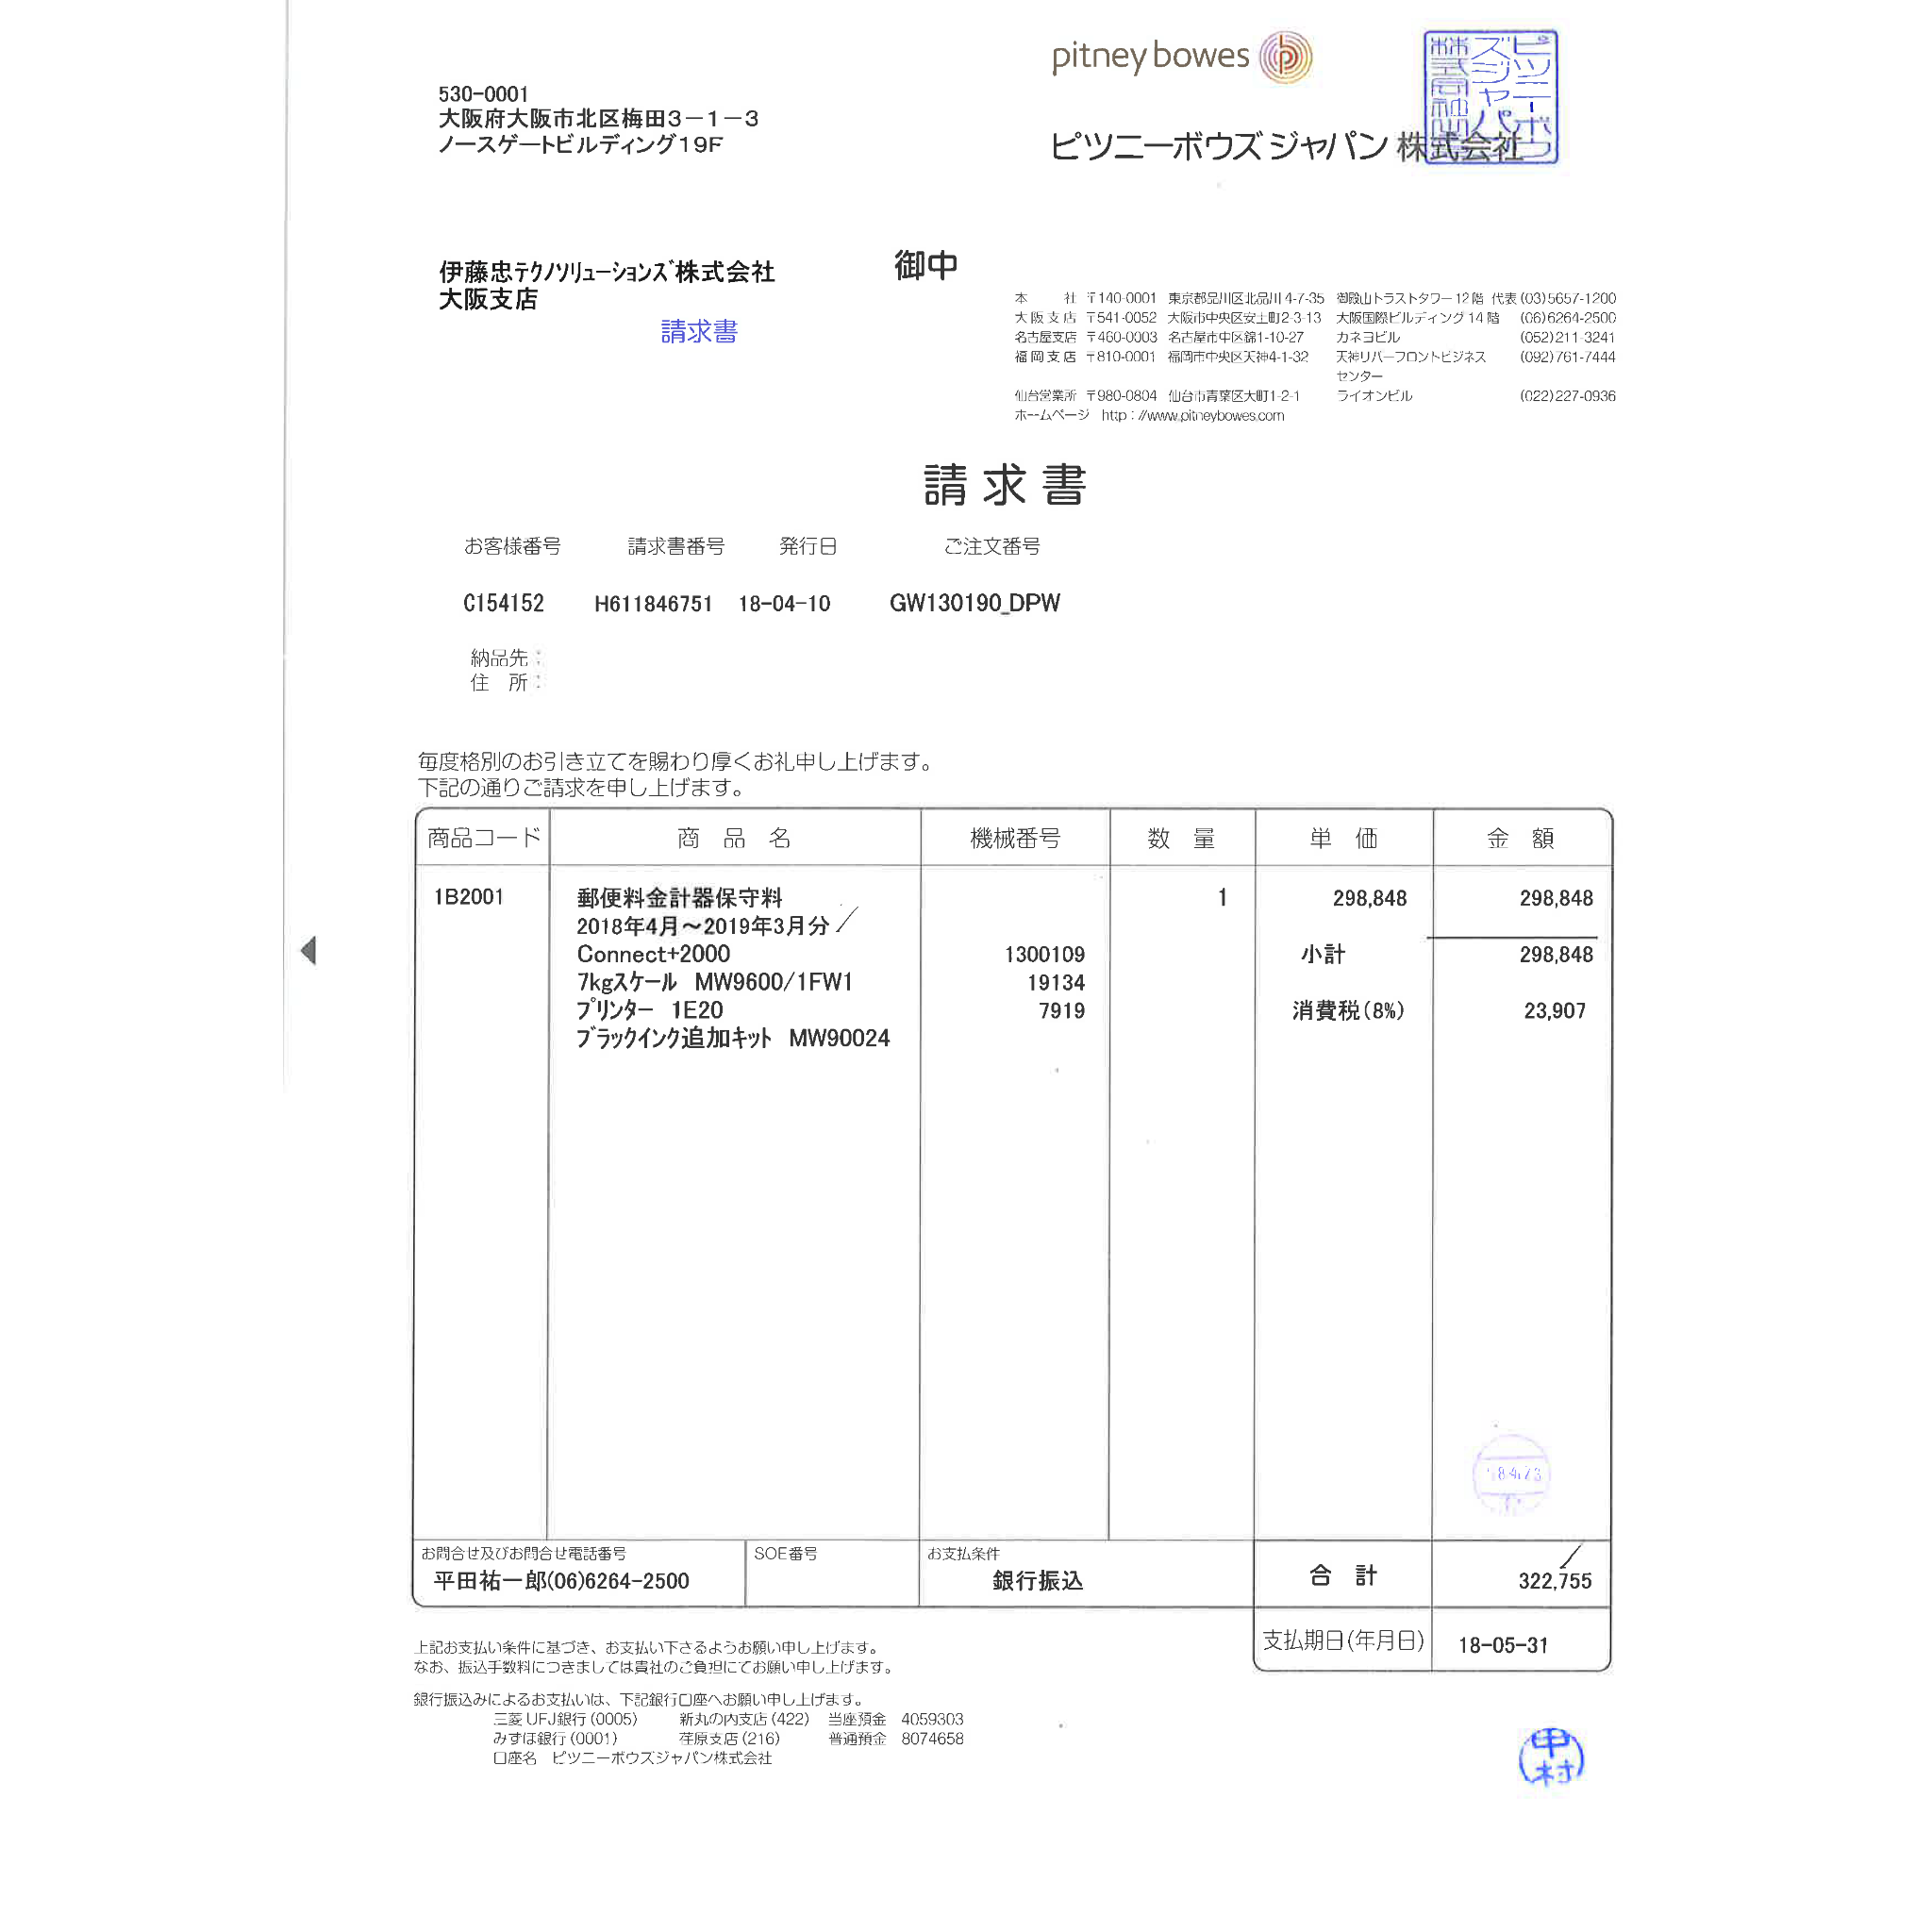 pitney bowes
ピツニーボウズジャパン株式会社
530-0001
大阪府大阪市北区梅田3－1－3
ノースゲートビルディング19F
ピツニーボウズジャパン株式会社
伊藤忠ﾃｸﾉｿﾘｭｰｼｮﾝｽﾞ株式会社 御中
大阪支店
請求書
本 社 〒140-0001 東京都品川区北品川4-7-35 御殿山トラストタワー12階 代表(03)5657-1200
大阪支店 〒541-0052 大阪市中央区安土町2-3-13 大阪国際ビルディング14階 (06)6264-2500
名古屋支店 〒460-0003 名古屋市中区錦1-10-27 カネヨビル (052)211-3241
福岡支店 〒810-0001 福岡市中央区天神4-1-32 天神リバーフロントビジネス (092)761-7444
センター
仙台営業所 〒980-0804 仙台市青葉区大町1-2-1 ライオンビル (022)227-0936
ホームページ http://www.pitneybowes.com
請求書
お客様番号 請求書番号 発行日 ご注文番号
C154152 H611846751 18-04-10 GW130190_DPW
納品先：
住 所：
毎度格別のお引き立てを賜わり厚くお礼申し上げます。
下記の通りご請求を申し上げます。
商品コード 商 品 名 機械番号 数 量 単 価 金 額
1B2001 郵便料金計器保守料 1 298,848 298,848
2018年4月～2019年3月分
Connect+2000 1300109 小計 298,848
7kgｽｹｰﾙ MW9600/1FW1 19134
ﾌﾟﾘﾝﾀｰ 1E20 7919 消費税(8%) 23,907
ﾌﾞﾗｯｸｲﾝｸ追加ｷｯﾄ MW90024
お問合せ及びお問合せ電話番号 SOE番号 お支払条件
平田祐一郎(06)6264-2500 銀行振込 合 計 322,755
支払期日(年月日) 18-05-31
上記お支払い条件に基づき、お支払い下さるようお願い申し上げます。
なお、振込手数料につきましては貴社のご負担にてお願い申し上げます。
銀行振込みによるお支払いは、下記銀行口座へお願い申し上げます。
三菱UFJ銀行(0005) 新丸の内支店(422) 当座預金 4059303
みずほ銀行(0001) 荏原支店(216) 普通預金 8074658
口座名 ピツニーボウズジャパン株式会社
中村